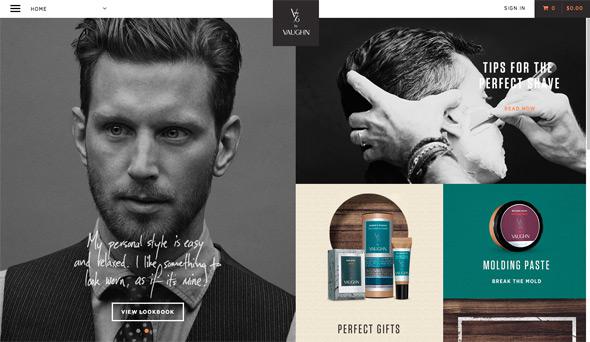 HOME
V76
by
VAUGHN
SIGN IN
0
$0.00
TIPS FOR THE
PERFECT SHAVE
READ NOW
My personal style is easy
and relaxed. I like something to
look worn, as if it's mine!
VIEW LOOKBOOK
VAUGHN
PERFECT GIFTS
VAUGHN
MOLDING PASTE
BREAK THE MOLD